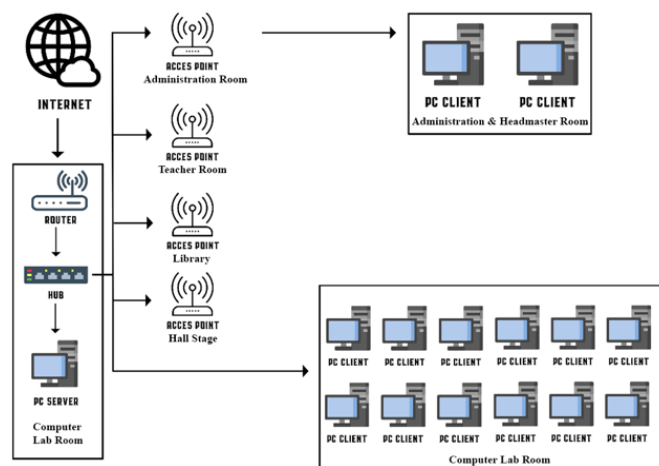 INTERNET
ROUTER
HUB
PC SERVER
Computer
Lab Room
ACCES POINT
Administration Room
ACCES POINT
Teacher Room
ACCES POINT
Library
ACCES POINT
Hall Stage
PC CLIENT PC CLIENT
Administration & Headmaster Room
PC CLIENT PC CLIENT PC CLIENT PC CLIENT PC CLIENT PC CLIENT
PC CLIENT PC CLIENT PC CLIENT PC CLIENT PC CLIENT PC CLIENT
Computer Lab Room